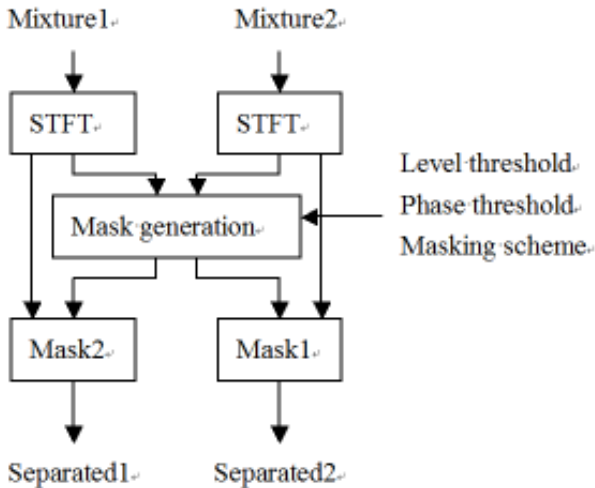 Mixture1
Mixture2
STFT
STFT
Level threshold
Phase threshold
Masking scheme
Mask generation
Mask2
Mask1
Separated1
Separated2